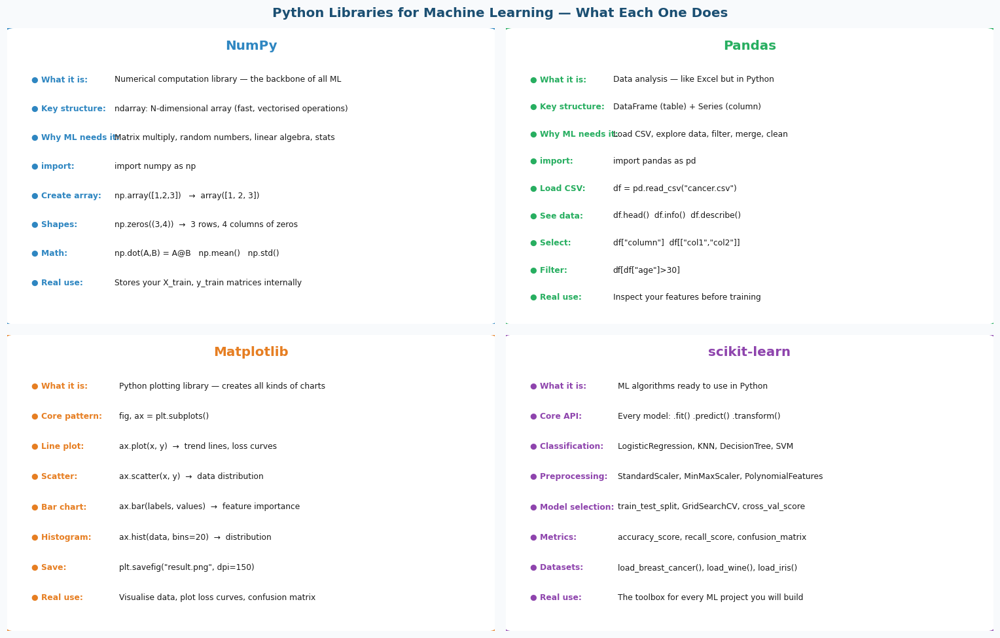 Python Libraries for Machine Learning — What Each One Does
NumPy
● What it is: Numerical computation library — the backbone of all ML
● Key structure: ndarray: N-dimensional array (fast, vectorised operations)
● Why ML needs it: Matrix multiply, random numbers, linear algebra, stats
● import: import numpy as np
● Create array: np.array([1,2,3]) → array([1, 2, 3])
● Shapes: np.zeros((3,4)) → 3 rows, 4 columns of zeros
● Math: np.dot(A,B) = A@B np.mean() np.std()
● Real use: Stores your X_train, y_train matrices internally
Pandas
● What it is: Data analysis — like Excel but in Python
● Key structure: DataFrame (table) + Series (column)
● Why ML needs it: Load CSV, explore data, filter, merge, clean
● import: import pandas as pd
● Load CSV: df = pd.read_csv("cancer.csv")
● See data: df.head() df.info() df.describe()
● Select: df["column"] df[["col1","col2"]]
● Filter: df[df["age"]>30]
● Real use: Inspect your features before training
Matplotlib
● What it is: Python plotting library — creates all kinds of charts
● Core pattern: fig, ax = plt.subplots()
● Line plot: ax.plot(x, y) → trend lines, loss curves
● Scatter: ax.scatter(x, y) → data distribution
● Bar chart: ax.bar(labels, values) → feature importance
● Histogram: ax.hist(data, bins=20) → distribution
● Save: plt.savefig("result.png", dpi=150)
● Real use: Visualise data, plot loss curves, confusion matrix
scikit-learn
● What it is: ML algorithms ready to use in Python
● Core API: Every model: .fit() .predict() .transform()
● Classification: LogisticRegression, KNN, DecisionTree, SVM
● Preprocessing: StandardScaler, MinMaxScaler, PolynomialFeatures
● Model selection: train_test_split, GridSearchCV, cross_val_score
● Metrics: accuracy_score, recall_score, confusion_matrix
● Datasets: load_breast_cancer(), load_wine(), load_iris()
● Real use: The toolbox for every ML project you will build